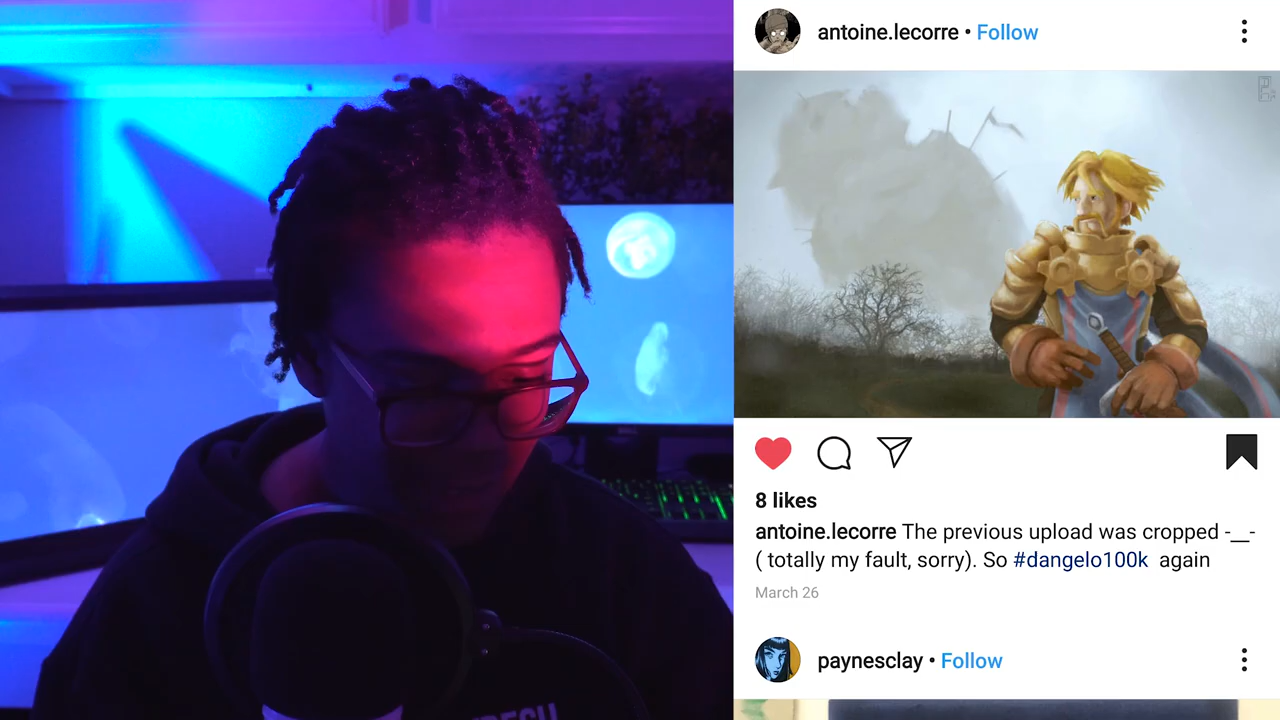 antoine.lecorre • Follow
8 likes
antoine.lecorre The previous upload was cropped -__-
( totally my fault, sorry). So #dangelo100k again
March 26
paynesclay • Follow